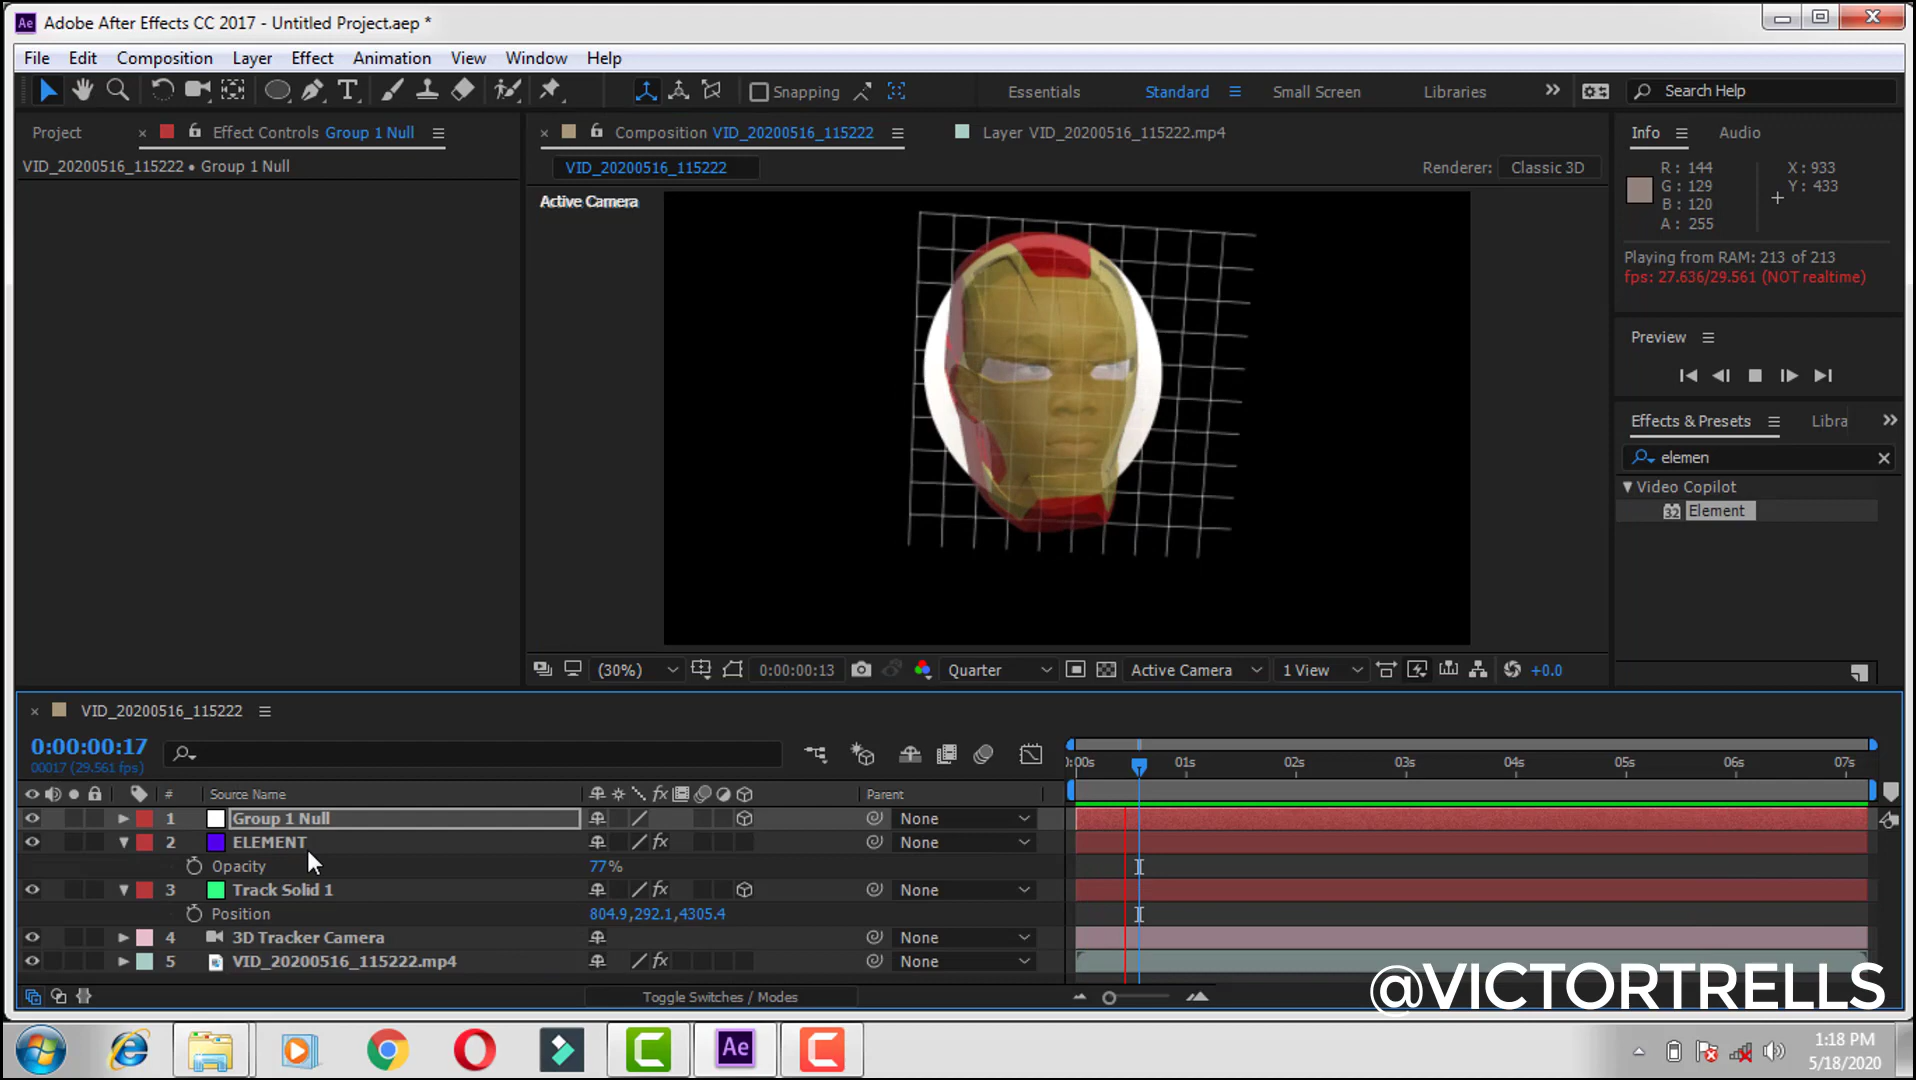 Ae Adobe After Effects CC 2017 - Untitled Project.aep *
File Edit Composition Layer Effect Animation View Window Help
Snapping Essentials Standard Small Screen Libraries Search Help
Project Effect Controls Group 1 Null Composition VID_20200516_115222 Layer VID_20200516_115222.mp4 Info Audio
VID_20200516_115222 • Group 1 Null VID_20200516_115222 Renderer: Classic 3D
R : 144 X : 933
G : 129 Y : 433
B : 120
A : 255
Active Camera
Playing from RAM: 213 of 213
fps: 27.636/29.561 (NOT realtime)
Preview
Effects & Presets Libra
elemen
Video Copilot
32 Element
(30%) 0:00:00:13 Quarter Active Camera 1 View +0.0
VID_20200516_115222
0:00:00:17
00017 (29.561 fps)
):00s 01s 02s 03s 04s 05s 06s 07s
# Source Name fx Parent
1 Group 1 Null None
2 ELEMENT fx None
Opacity 77%
3 Track Solid 1 fx None
Position 804.9,292.1,4305.4
4 3D Tracker Camera None
5 VID_20200516_115222.mp4 fx None
Toggle Switches / Modes
@VICTORTRELLS
Ae
1:18 PM
5/18/2020